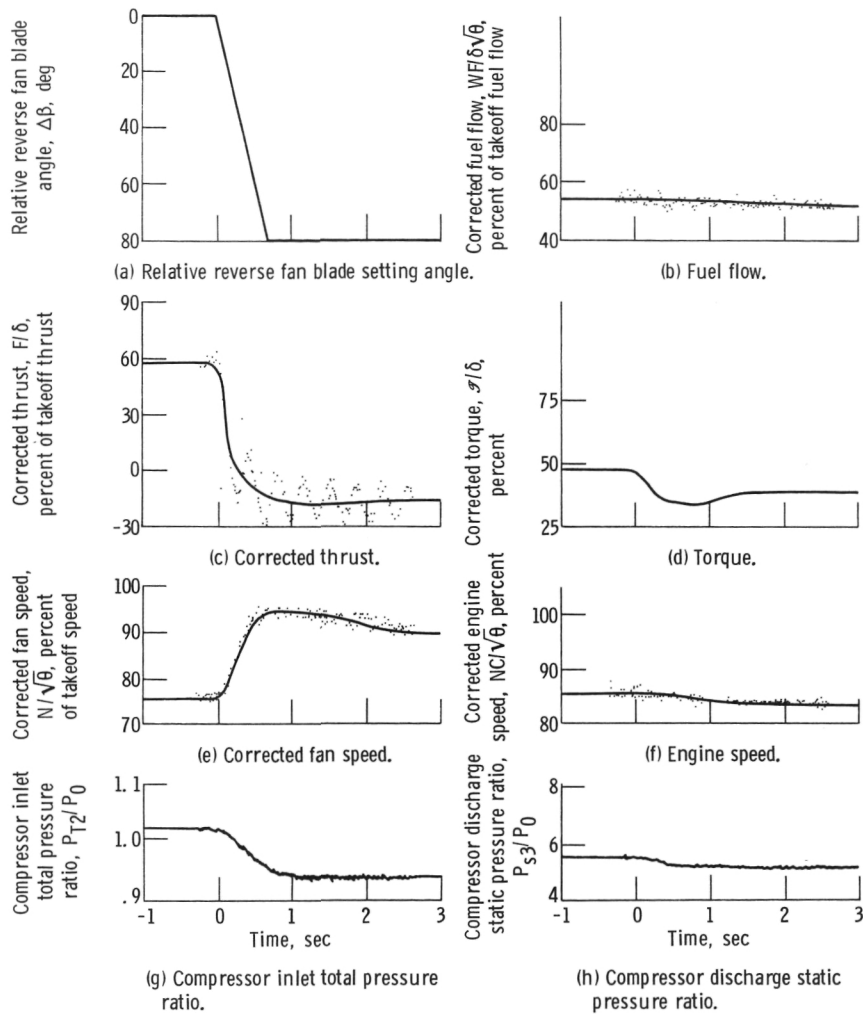 Relative reverse fan blade
angle, Δβ, deg
0
20
40
60
80
(a) Relative reverse fan blade setting angle.
Corrected fuel flow, WF/δ√θ,
percent of takeoff fuel flow
80
60
40
(b) Fuel flow.
Corrected thrust, F/δ,
percent of takeoff thrust
90
60
30
0
-30
(c) Corrected thrust.
Corrected torque, 𝒯/δ,
percent
75
50
25
(d) Torque.
Corrected fan speed,
N/√θ, percent
of takeoff speed
100
90
80
70
(e) Corrected fan speed.
Corrected engine
speed, NC/√θ, percent
100
90
80
(f) Engine speed.
Compressor inlet
total pressure
ratio, PT2/P0
1.1
1.0
.9
-1 0 1 2 3
Time, sec
(g) Compressor inlet total pressure
ratio.
Compressor discharge
static pressure ratio,
Ps3/P0
8
6
4
-1 0 1 2 3
Time, sec
(h) Compressor discharge static
pressure ratio.